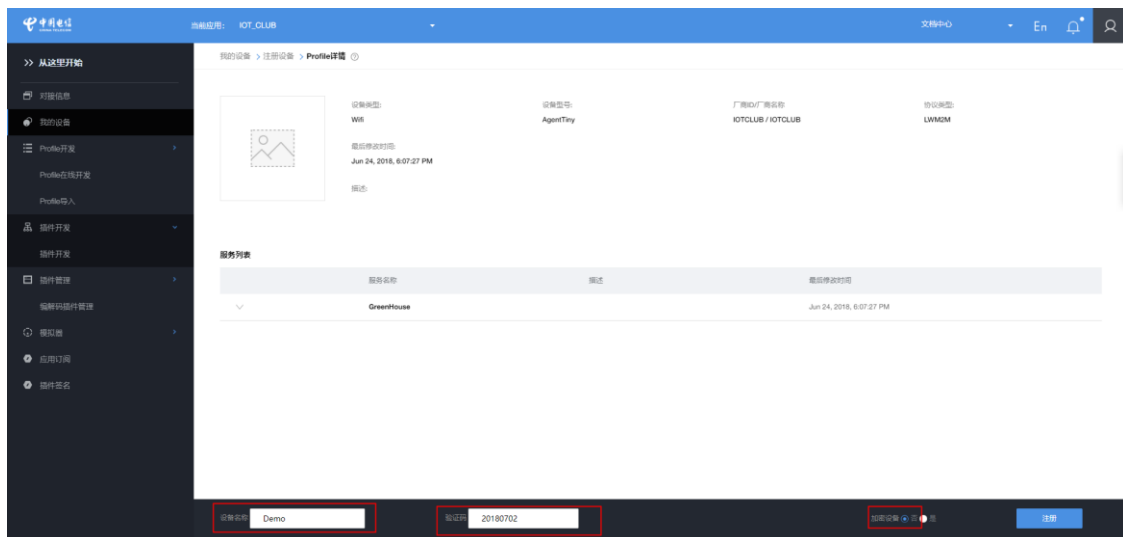 中国电信
CHINA TELECOM
当前应用: IOT_CLUB
文档中心
En
从这里开始
对接信息
我的设备
Profile开发
Profile在线开发
Profile导入
插件开发
插件开发
插件管理
编解码插件管理
模拟器
应用订阅
插件签名
我的设备 > 注册设备 > Profile详情
设备类型:
设备型号:
厂商ID/厂商名称:
协议类型:
Wifi
AgentTiny
IOTCLUB / IOTCLUB
LWM2M
最后修改时间:
Jun 24, 2018, 6:07:27 PM
描述:
服务列表
服务名称
描述
最后修改时间
GreenHouse
Jun 24, 2018, 6:07:27 PM
设备名称 Demo
验证码 20180702
加密设备 否 是
注册